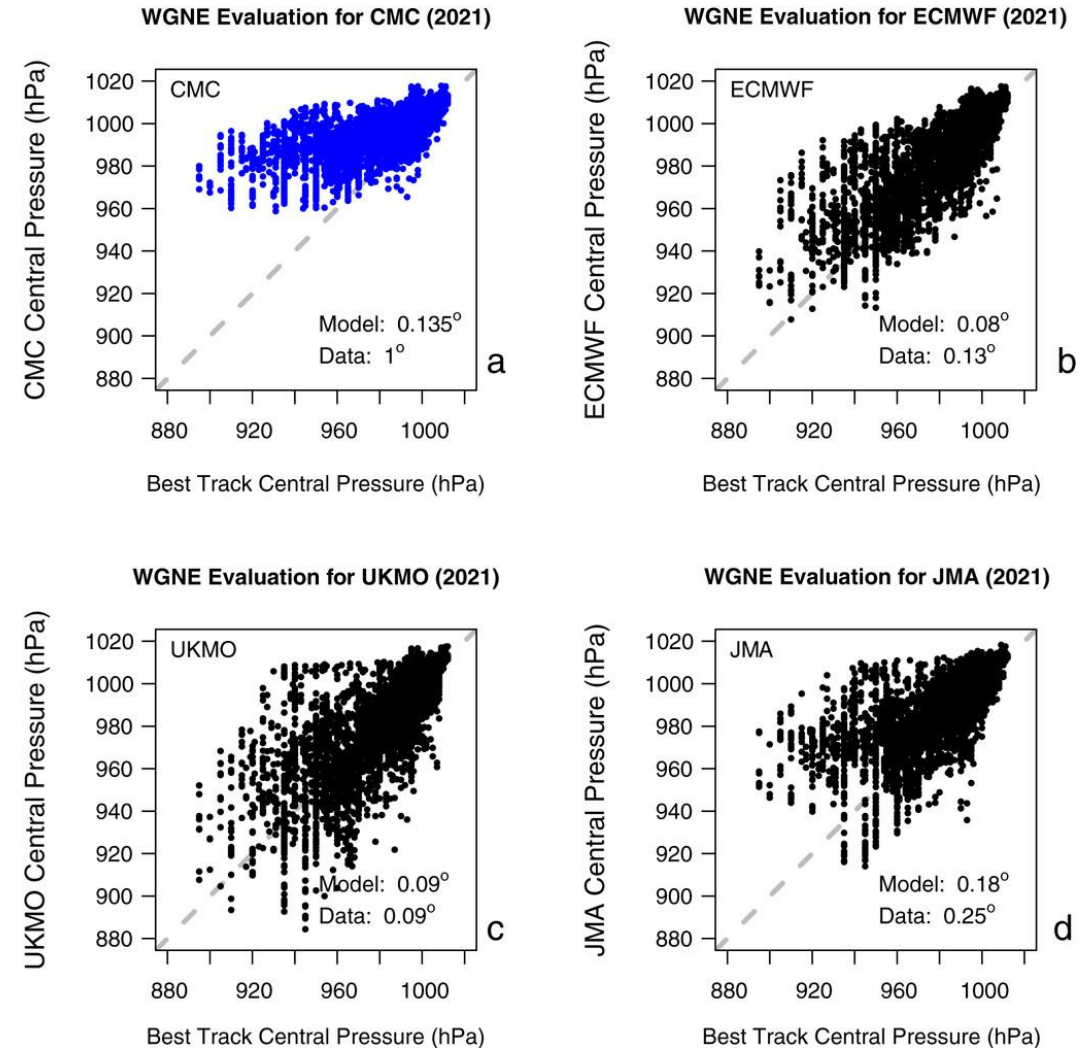 WGNE Evaluation for CMC (2021)
CMC Central Pressure (hPa)
1020
1000
980
960
940
920
900
880
CMC
Model: 0.135°
Data: 1°
a
880 920 960 1000
Best Track Central Pressure (hPa)
WGNE Evaluation for ECMWF (2021)
ECMWF Central Pressure (hPa)
1020
1000
980
960
940
920
900
880
ECMWF
Model: 0.08°
Data: 0.13°
b
880 920 960 1000
Best Track Central Pressure (hPa)
WGNE Evaluation for UKMO (2021)
UKMO Central Pressure (hPa)
1020
1000
980
960
940
920
900
880
UKMO
Model: 0.09°
Data: 0.09°
c
880 920 960 1000
Best Track Central Pressure (hPa)
WGNE Evaluation for JMA (2021)
JMA Central Pressure (hPa)
1020
1000
980
960
940
920
900
880
JMA
Model: 0.18°
Data: 0.25°
d
880 920 960 1000
Best Track Central Pressure (hPa)